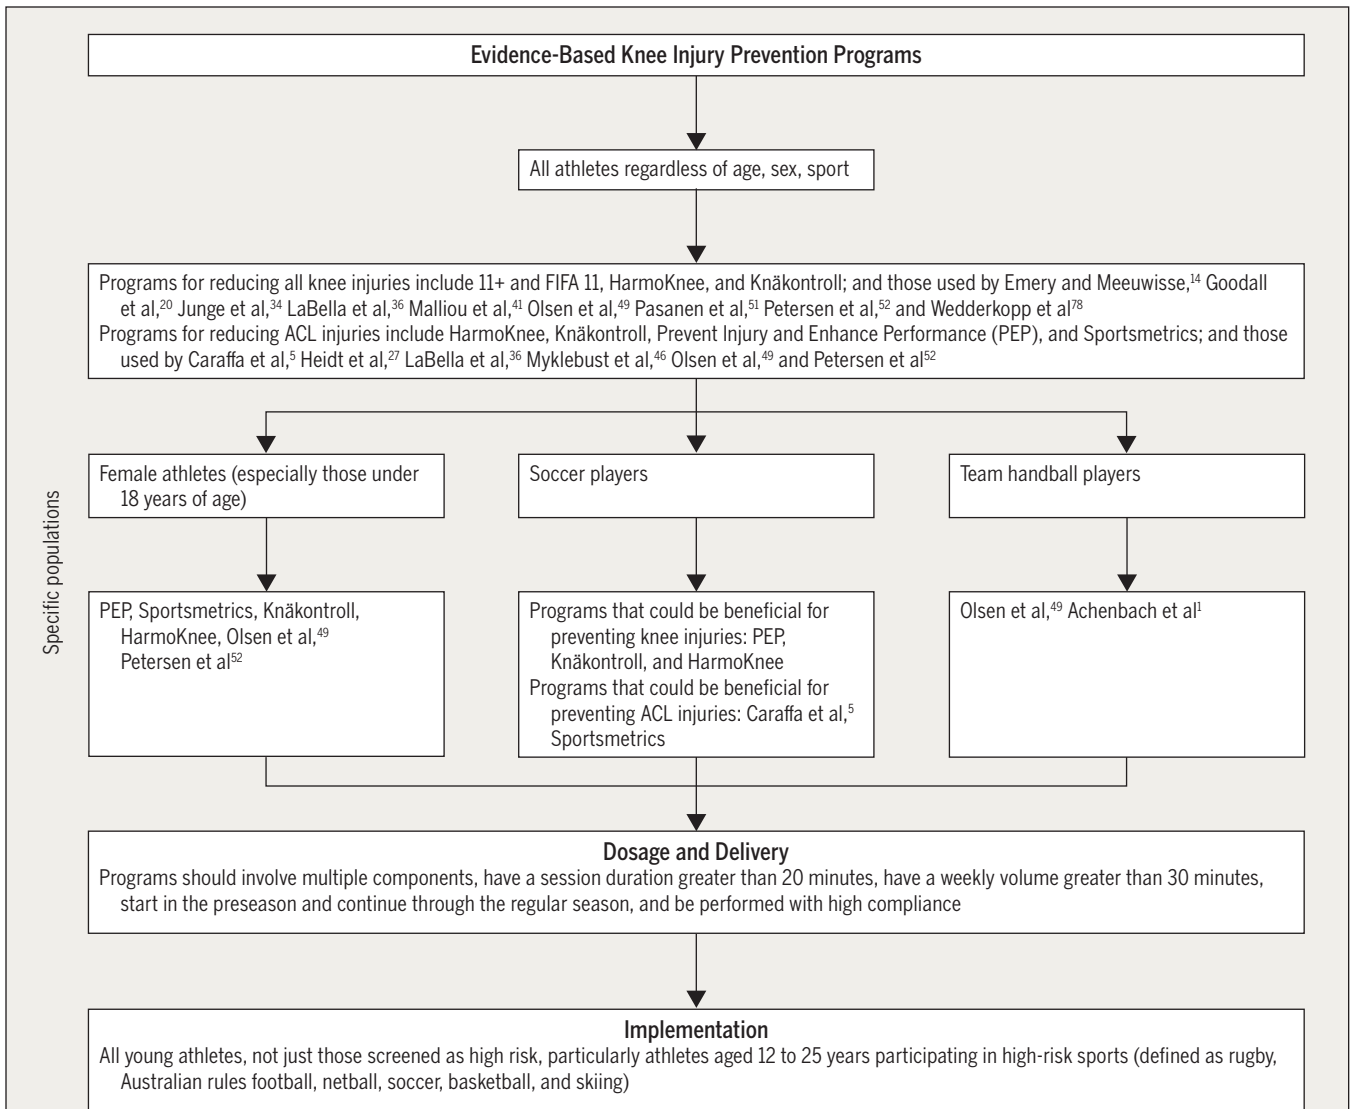 Evidence-Based Knee Injury Prevention Programs
All athletes regardless of age, sex, sport
Programs for reducing all knee injuries include 11+ and FIFA 11, HarmoKnee, and Knäkontroll; and those used by Emery and Meeuwisse,14 Goodall
et al,20 Junge et al,34 LaBella et al,36 Malliou et al,41 Olsen et al,49 Pasanen et al,51 Petersen et al,52 and Wedderkopp et al78
Programs for reducing ACL injuries include HarmoKnee, Knäkontroll, Prevent Injury and Enhance Performance (PEP), and Sportsmetrics; and those
used by Caraffa et al,5 Heidt et al,27 LaBella et al,36 Myklebust et al,46 Olsen et al,49 and Petersen et al52
Specific populations
Female athletes (especially those under
18 years of age)
Soccer players
Team handball players
PEP, Sportsmetrics, Knäkontroll,
HarmoKnee, Olsen et al,49
Petersen et al52
Programs that could be beneficial for
preventing knee injuries: PEP,
Knäkontroll, and HarmoKnee
Programs that could be beneficial for
preventing ACL injuries: Caraffa et al,5
Sportsmetrics
Olsen et al,49 Achenbach et al1
Dosage and Delivery
Programs should involve multiple components, have a session duration greater than 20 minutes, have a weekly volume greater than 30 minutes,
start in the preseason and continue through the regular season, and be performed with high compliance
Implementation
All young athletes, not just those screened as high risk, particularly athletes aged 12 to 25 years participating in high-risk sports (defined as rugby,
Australian rules football, netball, soccer, basketball, and skiing)